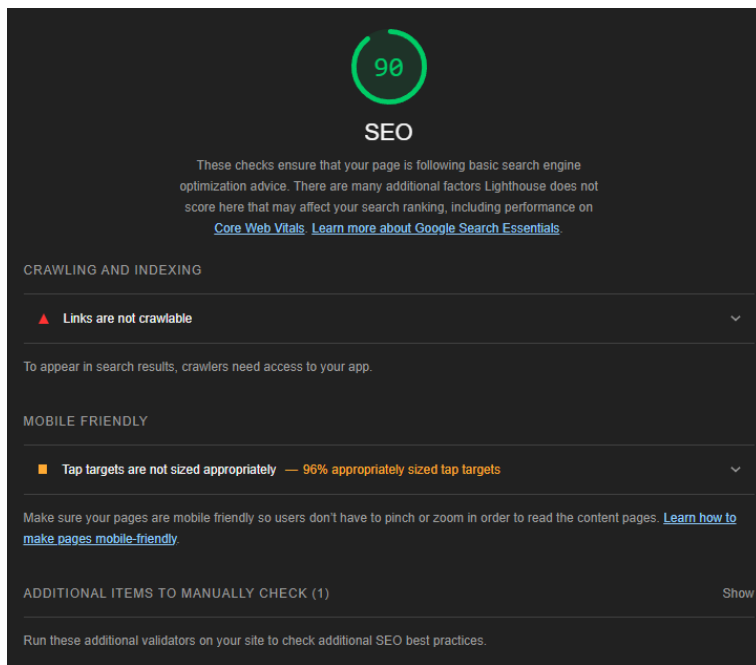 90
SEO
These checks ensure that your page is following basic search engine
optimization advice. There are many additional factors Lighthouse does not
score here that may affect your search ranking, including performance on
Core Web Vitals. Learn more about Google Search Essentials.
CRAWLING AND INDEXING
Links are not crawlable
To appear in search results, crawlers need access to your app.
MOBILE FRIENDLY
Tap targets are not sized appropriately — 96% appropriately sized tap targets
Make sure your pages are mobile friendly so users don’t have to pinch or zoom in order to read the content pages. Learn how to
make pages mobile-friendly.
ADDITIONAL ITEMS TO MANUALLY CHECK (1) Show
Run these additional validators on your site to check additional SEO best practices.